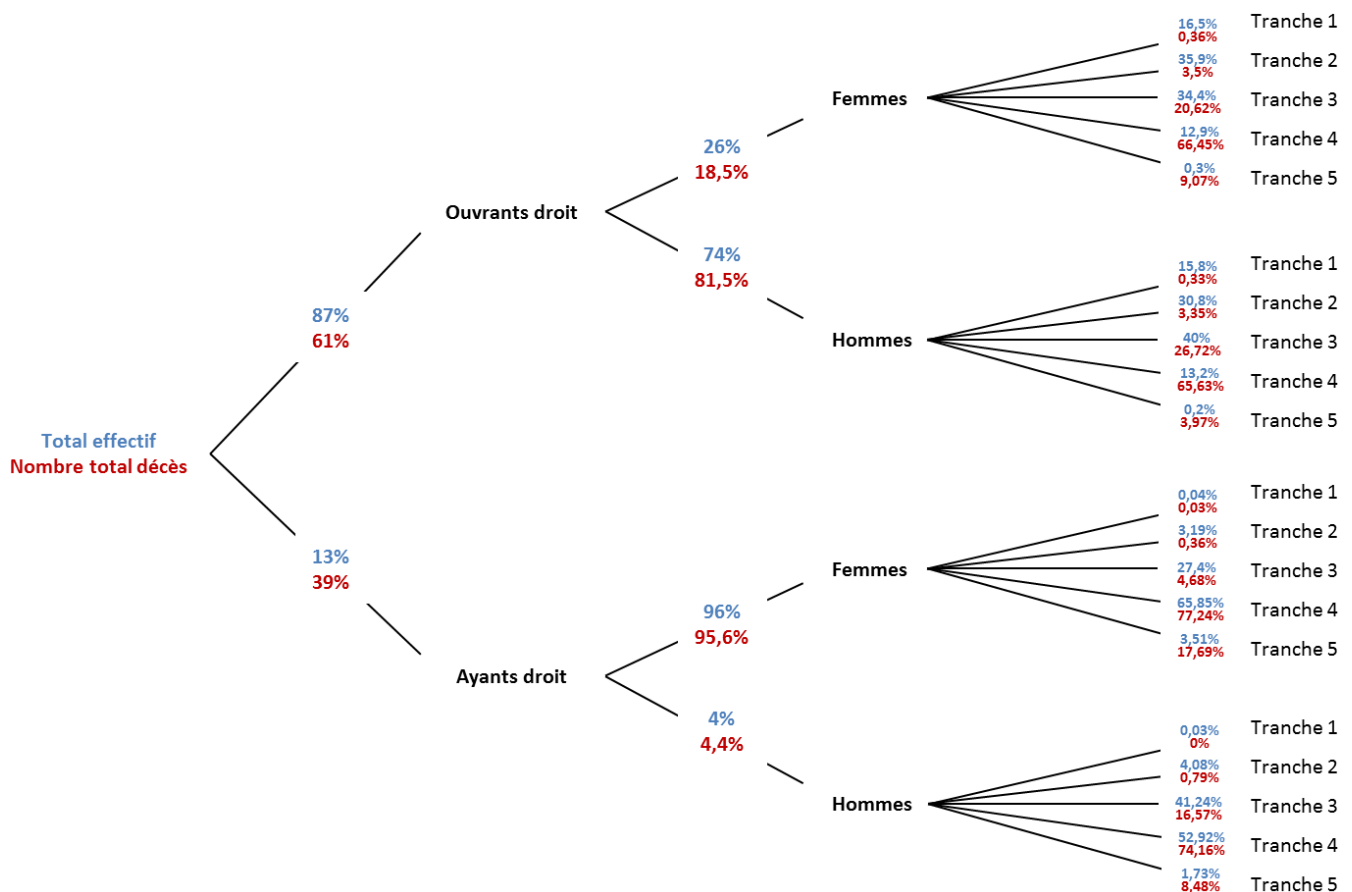 Total effectif
Nombre total décès
87%
61%
13%
39%
Ouvrants droit
26%
18,5%
74%
81,5%
Femmes
16,5%
0,36%
Tranche 1
35,9%
3,5%
Tranche 2
34,4%
20,62%
Tranche 3
12,9%
66,45%
Tranche 4
0,3%
9,07%
Tranche 5
Hommes
15,8%
0,33%
Tranche 1
30,8%
3,35%
Tranche 2
40%
26,72%
Tranche 3
13,2%
65,63%
Tranche 4
0,2%
3,97%
Tranche 5
Ayants droit
96%
95,6%
4%
4,4%
Femmes
0,04%
0,03%
Tranche 1
3,19%
0,36%
Tranche 2
27,4%
4,68%
Tranche 3
65,85%
77,24%
Tranche 4
3,51%
17,69%
Tranche 5
Hommes
0,03%
0%
Tranche 1
4,08%
0,79%
Tranche 2
41,24%
16,57%
Tranche 3
52,92%
74,16%
Tranche 4
1,73%
8,48%
Tranche 5